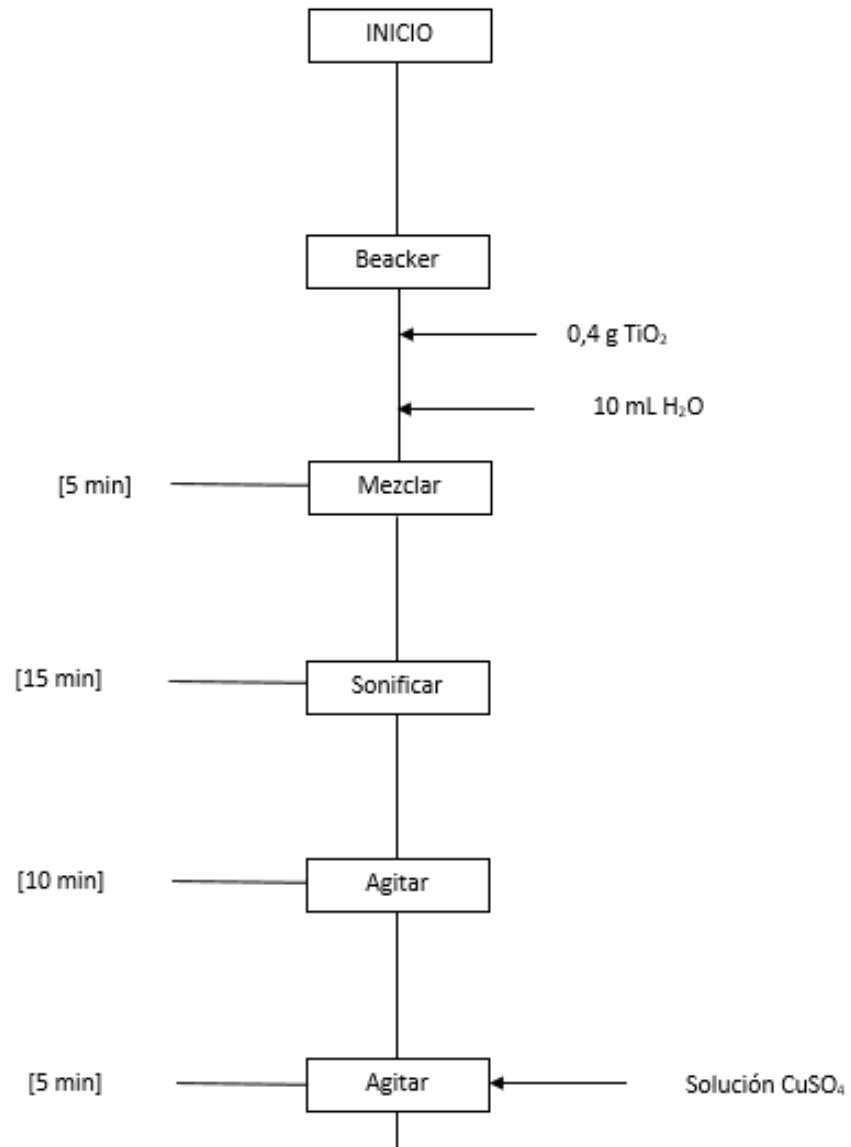 INICIO
Beacker
0,4 g TiO₂
10 mL H₂O
[5 min]
Mezclar
[15 min]
Sonificar
[10 min]
Agitar
[5 min]
Agitar
Solución CuSO₄